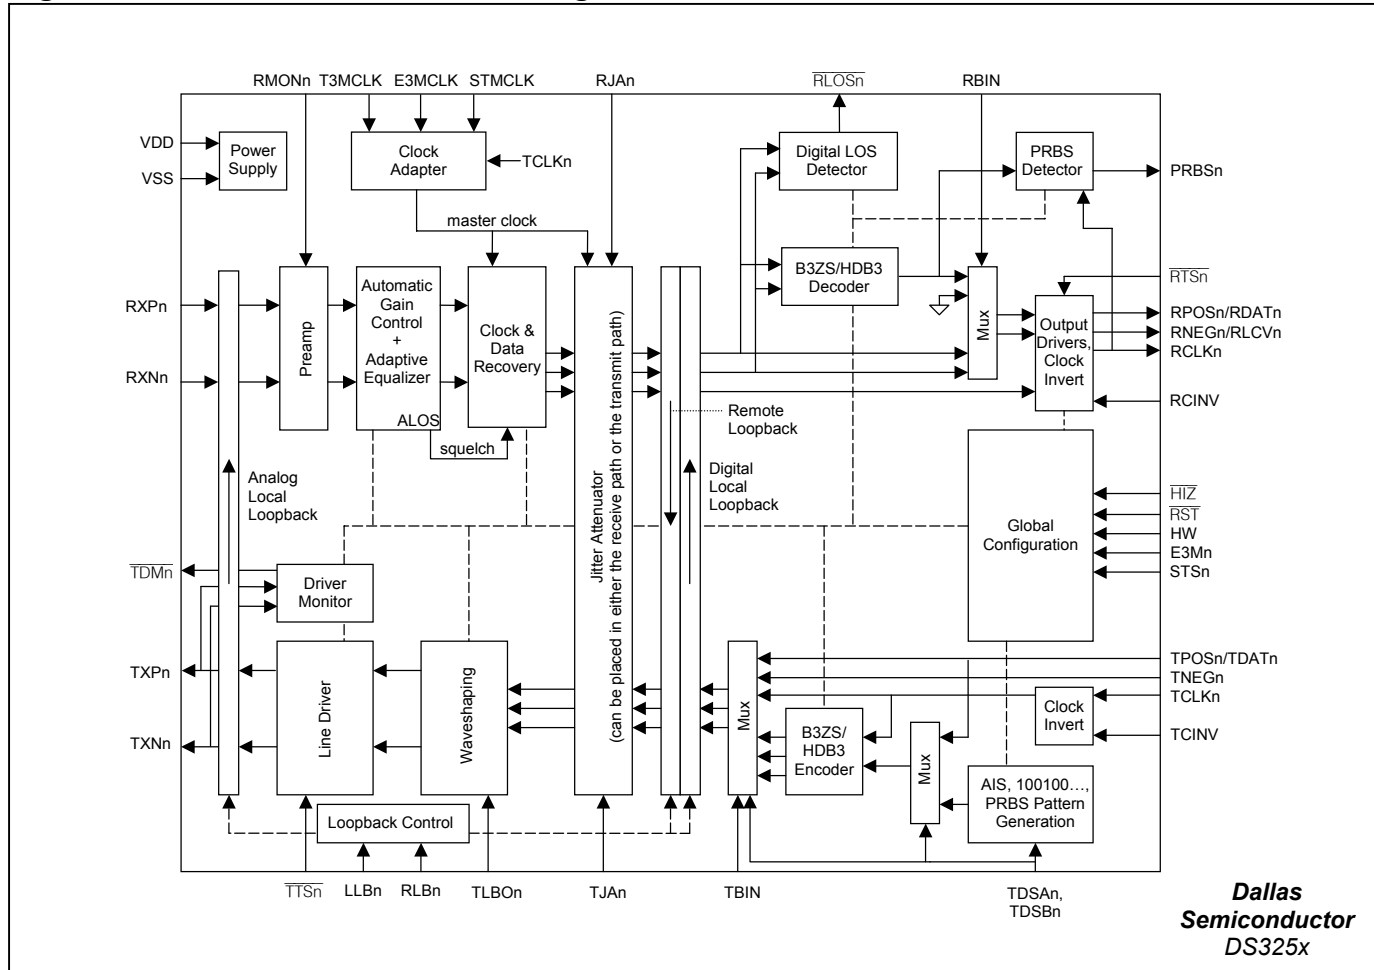 RMONn T3MCLK E3MCLK STMCLK RJAn RLOSn RBIN
VDD
VSS
Power
Supply
Clock
Adapter
TCLKn
Digital LOS
Detector
PRBS
Detector
PRBSn
master clock
RXPn
RXNn
Preamp
Automatic
Gain
Control
+
Adaptive
Equalizer
ALOS
squelch
Clock &
Data
Recovery
B3ZS/HDB3
Decoder
Mux
Output
Drivers,
Clock
Invert
RTSn
RPOSn/RDATn
RNEGn/RLCVn
RCLKn
RCINV
Remote
Loopback
Analog
Local
Loopback
Digital
Local
Loopback
Jitter Attenuator
(can be placed in either the receive path or the transmit path)
Global
Configuration
HIZ
RST
HW
E3Mn
STSn
TDMn
Driver
Monitor
TXPn
TXNn
Line Driver
Waveshaping
Mux
B3ZS/
HDB3
Encoder
Mux
Clock
Invert
TPOSn/TDATn
TNEGn
TCLKn
TCINV
AIS, 100100…,
PRBS Pattern
Generation
Loopback Control
TTSn LLBn RLBn TLBOn TJAn TBIN TDSAn,
TDSBn
Dallas
Semiconductor
DS325x